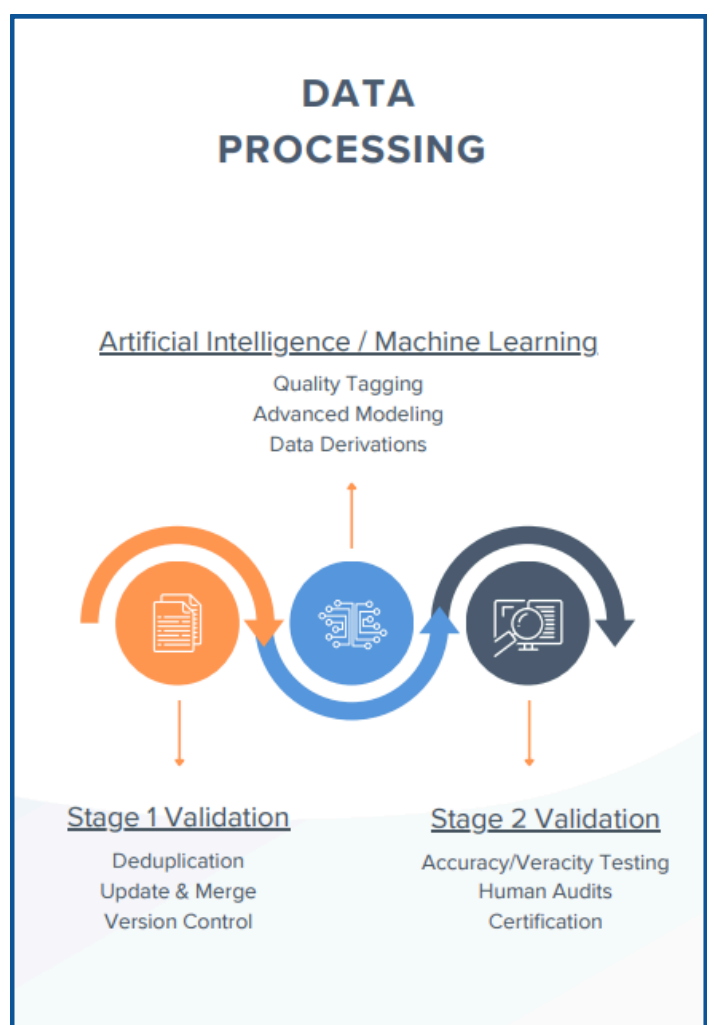 DATA
PROCESSING
Artificial Intelligence / Machine Learning
Quality Tagging
Advanced Modeling
Data Derivations
Stage 1 Validation
Deduplication
Update & Merge
Version Control
Stage 2 Validation
Accuracy/Veracity Testing
Human Audits
Certification